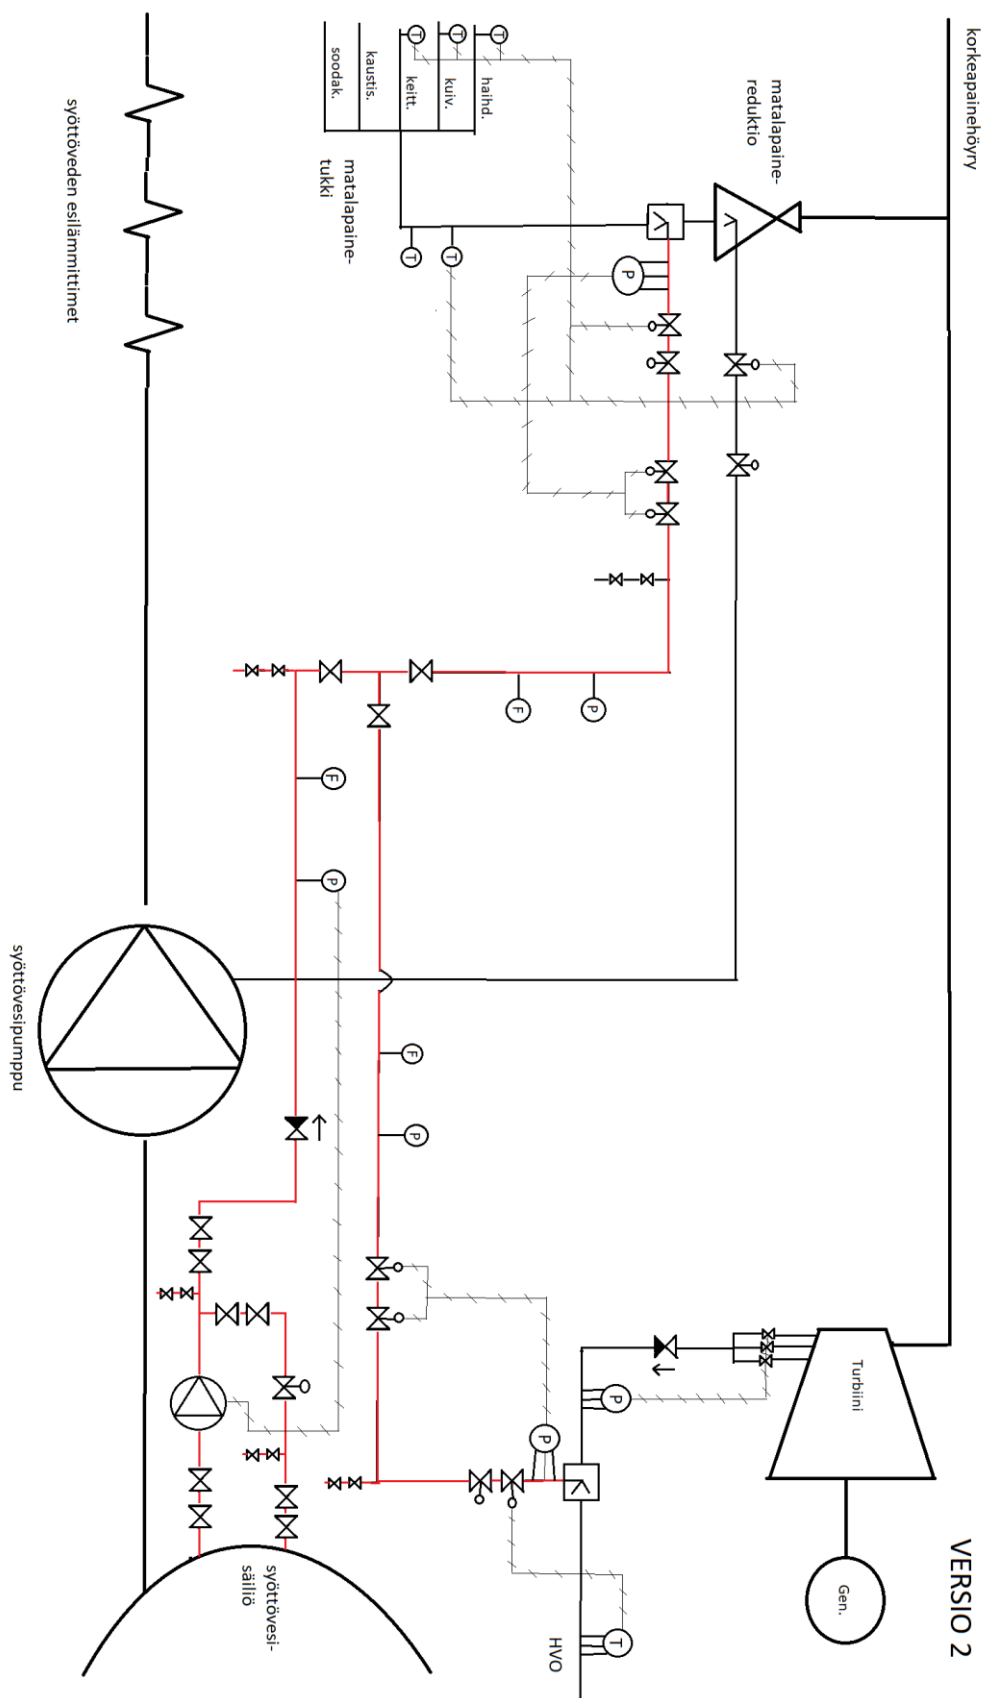 korkeapainehöyry
VERSIO 2
matalapaine-
reduktio
Turbiini
Gen.
P
P
T
P
HVO
P
F
T
haihd.
T
kuiv.
T
T
keitt.
T
kaustis.
soodak.
matalapaine-
tukki
F
P
F
P
syöttövesi-
säiliö
syöttöveden esilämmittimet
syöttövesipumppu